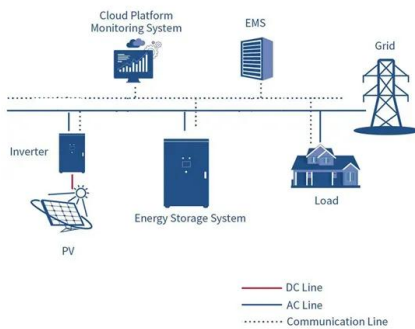 Cloud Platform
Monitoring System
EMS
Grid
Inverter
Energy Storage System
Load
PV
DC Line
AC Line
Communication Line